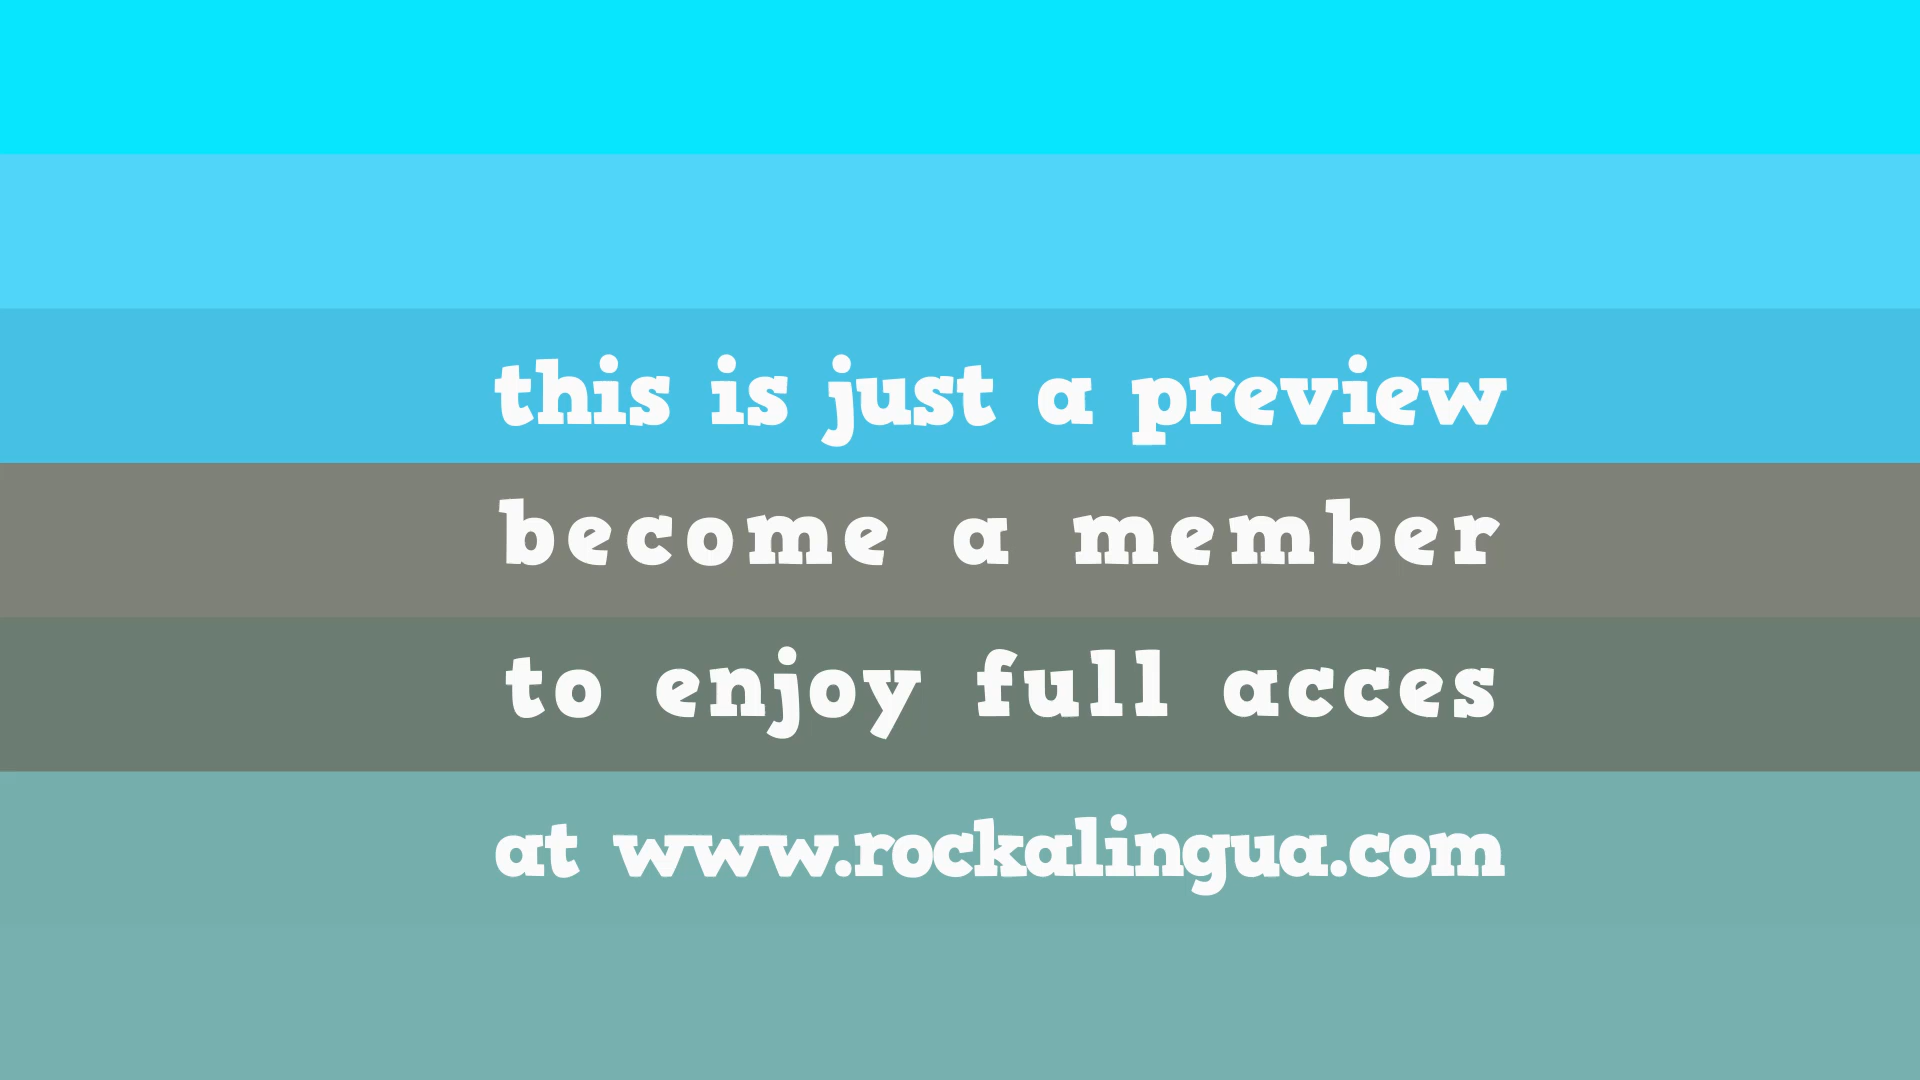 this is just a preview
become a member
to enjoy full acces
at www.rockalingua.com